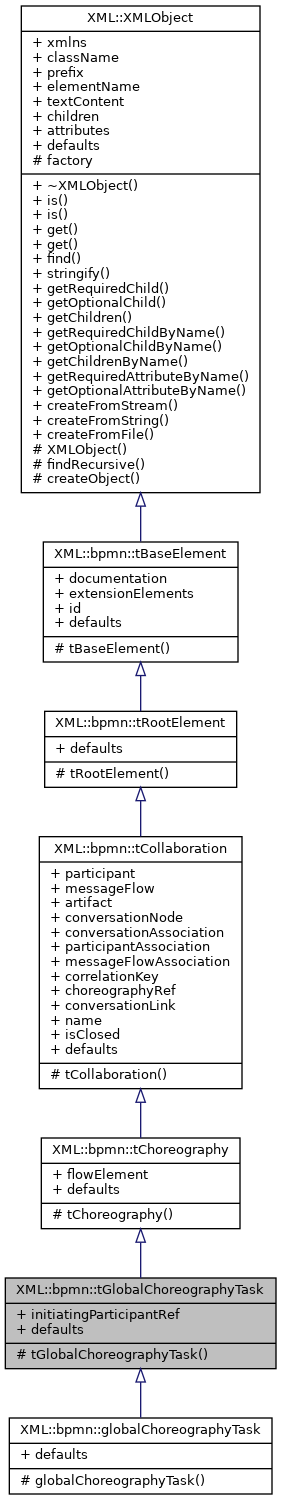 XML::XMLObject
+ xmlns
+ className
+ prefix
+ elementName
+ textContent
+ children
+ attributes
+ defaults
# factory
+ ~XMLObject()
+ is()
+ is()
+ get()
+ get()
+ find()
+ stringify()
+ getRequiredChild()
+ getOptionalChild()
+ getChildren()
+ getRequiredChildByName()
+ getOptionalChildByName()
+ getChildrenByName()
+ getRequiredAttributeByName()
+ getOptionalAttributeByName()
+ createFromStream()
+ createFromString()
+ createFromFile()
# XMLObject()
# findRecursive()
# createObject()
XML::bpmn::tBaseElement
+ documentation
+ extensionElements
+ id
+ defaults
# tBaseElement()
XML::bpmn::tRootElement
+ defaults
# tRootElement()
XML::bpmn::tCollaboration
+ participant
+ messageFlow
+ artifact
+ conversationNode
+ conversationAssociation
+ participantAssociation
+ messageFlowAssociation
+ correlationKey
+ choreographyRef
+ conversationLink
+ name
+ isClosed
+ defaults
# tCollaboration()
XML::bpmn::tChoreography
+ flowElement
+ defaults
# tChoreography()
XML::bpmn::tGlobalChoreographyTask
+ initiatingParticipantRef
+ defaults
# tGlobalChoreographyTask()
XML::bpmn::globalChoreographyTask
+ defaults
# globalChoreographyTask()